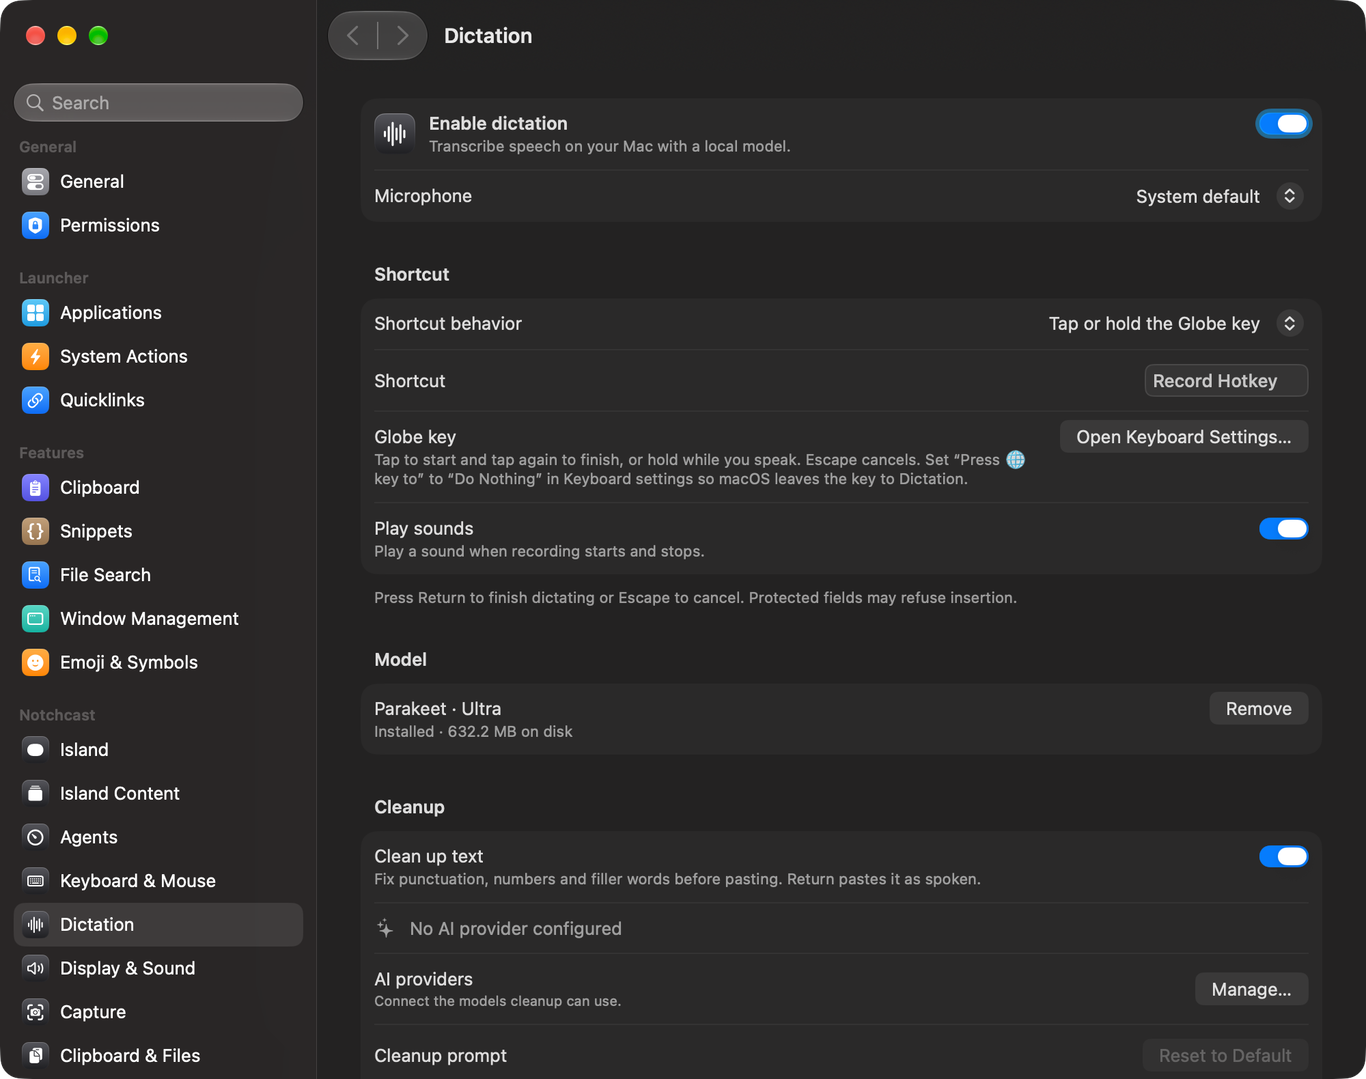 Dictation
Search
General
General
Permissions
Launcher
Applications
System Actions
Quicklinks
Features
Clipboard
Snippets
File Search
Window Management
Emoji & Symbols
Notchcast
Island
Island Content
Agents
Keyboard & Mouse
Dictation
Display & Sound
Capture
Clipboard & Files
Enable dictation
Transcribe speech on your Mac with a local model.
Microphone
System default
Shortcut
Shortcut behavior
Tap or hold the Globe key
Shortcut
Record Hotkey
Globe key
Open Keyboard Settings...
Tap to start and tap again to finish, or hold while you speak. Escape cancels. Set “Press 🌐
key to” to “Do Nothing” in Keyboard settings so macOS leaves the key to Dictation.
Play sounds
Play a sound when recording starts and stops.
Press Return to finish dictating or Escape to cancel. Protected fields may refuse insertion.
Model
Parakeet · Ultra
Installed · 632.2 MB on disk
Remove
Cleanup
Clean up text
Fix punctuation, numbers and filler words before pasting. Return pastes it as spoken.
No AI provider configured
AI providers
Connect the models cleanup can use.
Manage...
Cleanup prompt
Reset to Default